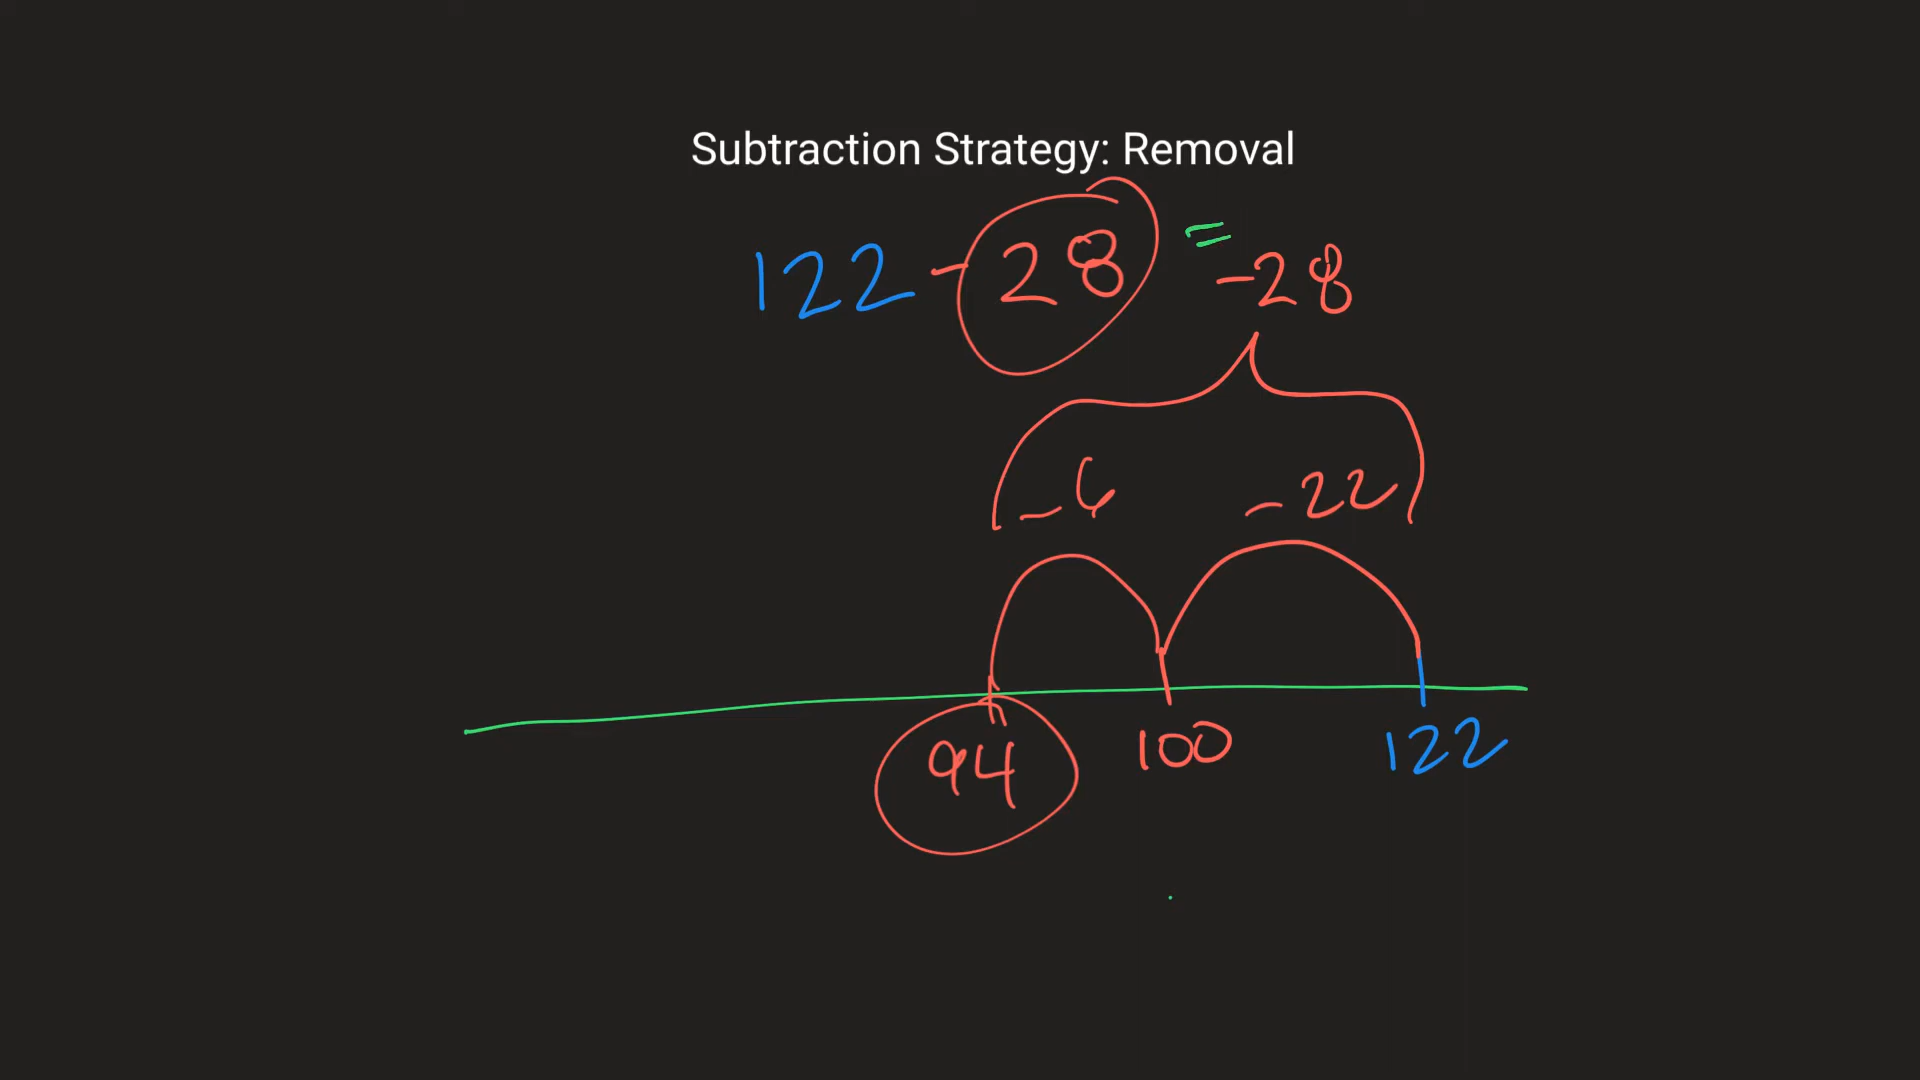 Subtraction Strategy: Removal
122 - 28 =
-28
-6 -22
94 100 122